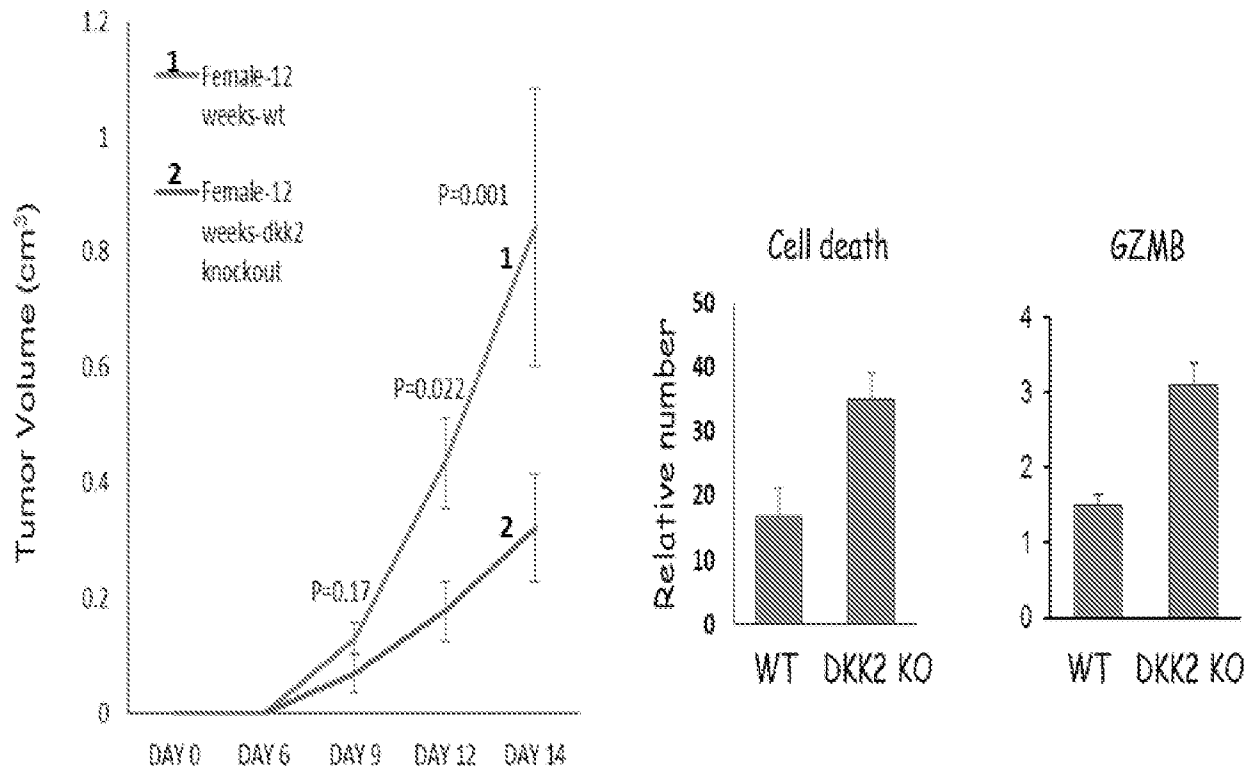 Tumor Volume (cm³)
1.2
1
0.8
0.6
0.4
0.2
0
1
Female-12
weeks-wt
2
Female-12
weeks-dkk2
knockout
P=0.001
1
P=0.022
2
P=0.17
DAY 0 DAY 6 DAY 9 DAY 12 DAY 14
Cell death
Relative number
50
40
30
20
10
0
WT DKK2 KO
GZMB
4
3
2
1
0
WT DKK2 KO